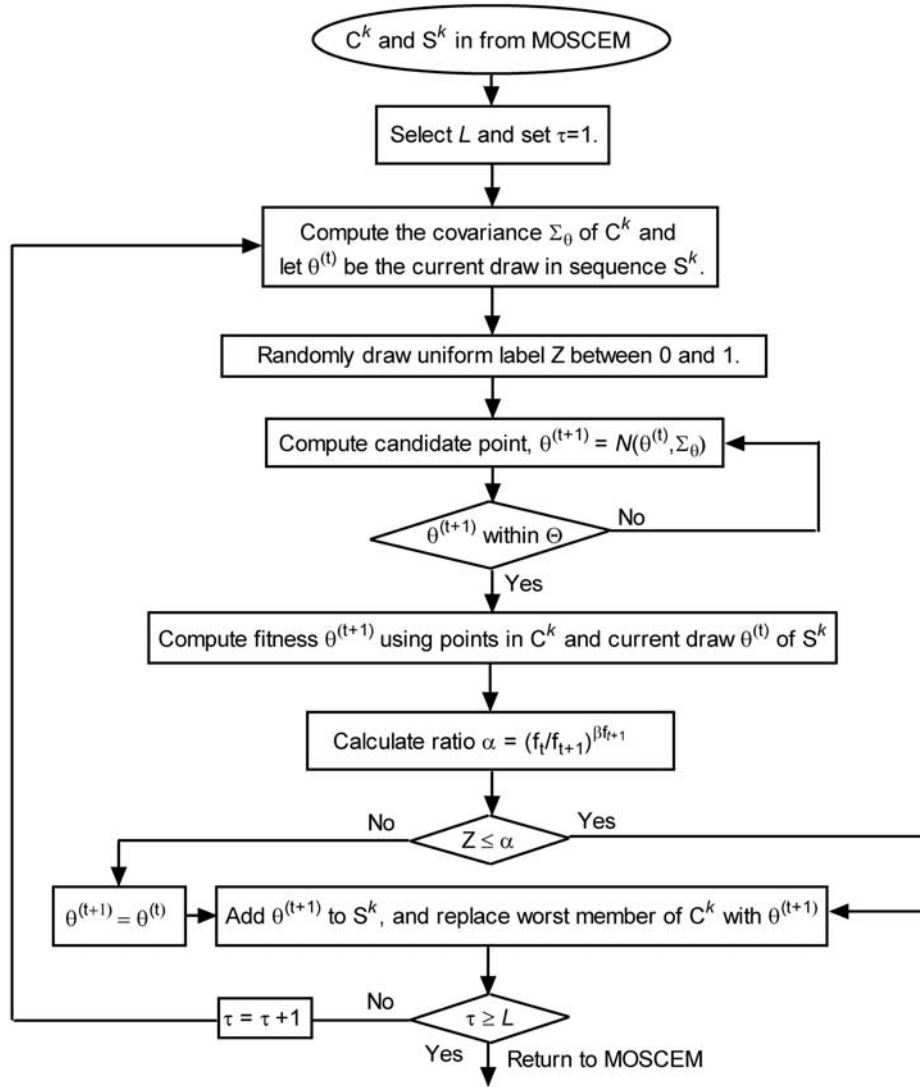 C^k and S^k in from MOSCEM
Select L and set τ=1.
Compute the covariance Σ_θ of C^k and
let θ^(t) be the current draw in sequence S^k.
Randomly draw uniform label Z between 0 and 1.
Compute candidate point, θ^(t+1) = N(θ^(t),Σ_θ)
θ^(t+1) within Θ
No
Yes
Compute fitness θ^(t+1) using points in C^k and current draw θ^(t) of S^k
Calculate ratio α = (f_t/f_t+1)^βf_t+1
No
Z ≤ α
Yes
θ^(t+1) = θ^(t)
Add θ^(t+1) to S^k, and replace worst member of C^k with θ^(t+1)
τ = τ +1
No
τ ≥ L
Yes
Return to MOSCEM